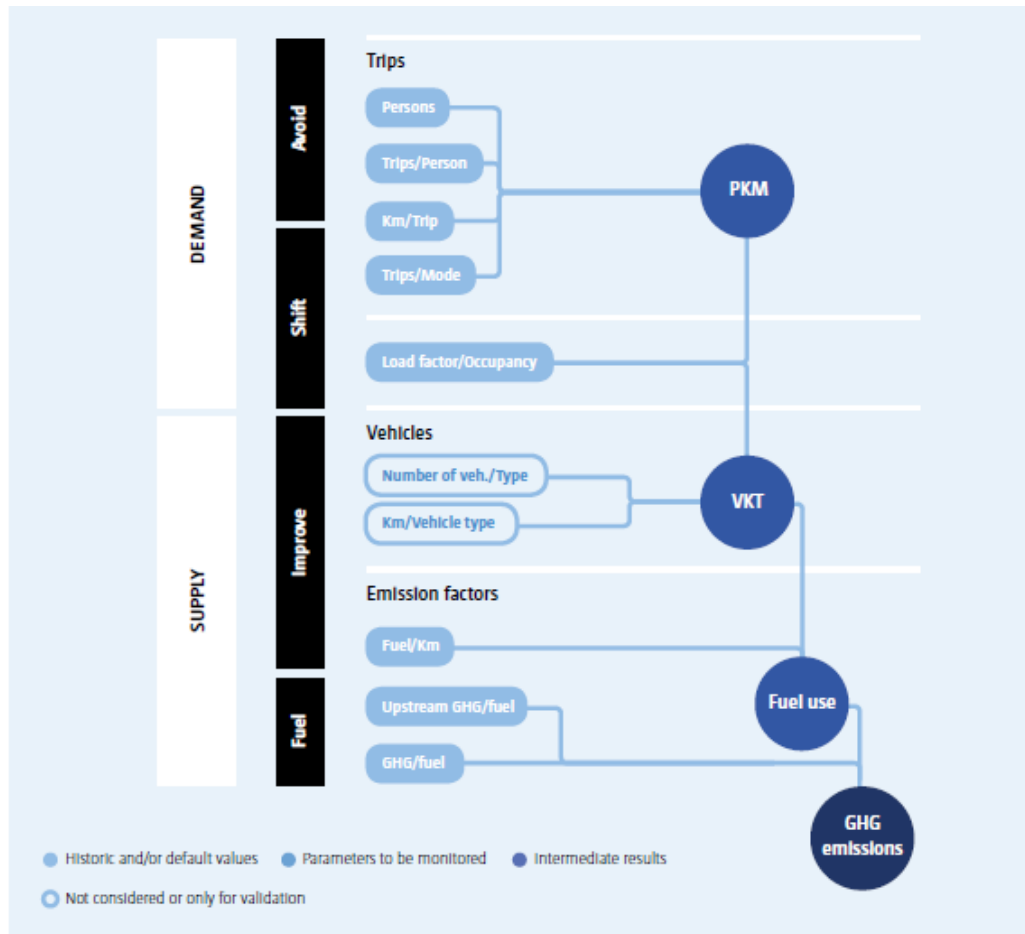 DEMAND
SUPPLY
Avoid
Shift
Improve
Fuel
Trips
Persons
Trips/Person
Km/Trip
Trips/Mode
PKM
Load factor/Occupancy
Vehicles
Number of veh./Type
Km/Vehicle type
VKT
Emission factors
Fuel/Km
Upstream GHG/fuel
GHG/fuel
Fuel use
GHG
emissions
Historic and/or default values
Parameters to be monitored
Intermediate results
Not considered or only for validation